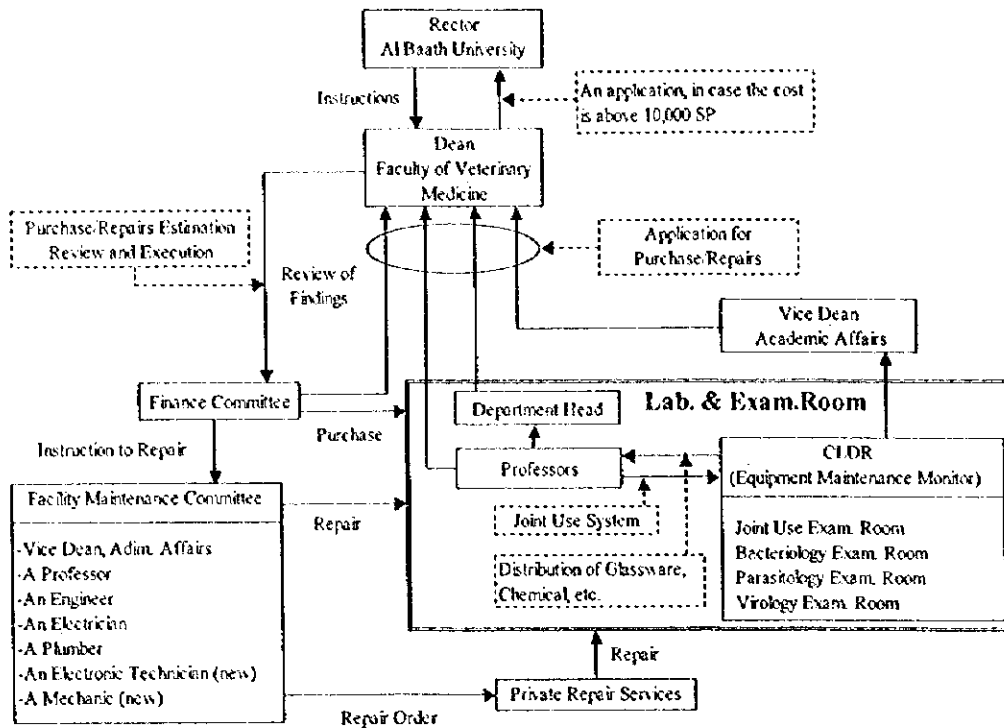 Rector
Al Baath University
Instructions
An application, in case the cost
is above 10,000 SP
Dean
Faculty of Veterinary
Medicine
Purchase/Repairs Estimation
Review and Execution
Review of
Findings
Application for
Purchase/Repairs
Vice Dean
Academic Affairs
Finance Committee
Purchase
Department Head
Lab. & Exam.Room
Instruction to Repair
Professors
CLDR
(Equipment Maintenance Monitor)
Facility Maintenance Committee
Repair
Joint Use System
-Vice Dean, Adim. Affairs
-A Professor
-An Engineer
-An Electrician
-A Plumber
-An Electronic Technician (new)
-A Mechanic (new)
Distribution of Glassware,
Chemical, etc.
Joint Use Exam. Room
Bacteriology Exam. Room
Parasitology Exam. Room
Virology Exam. Room
Repair
Private Repair Services
Repair Order